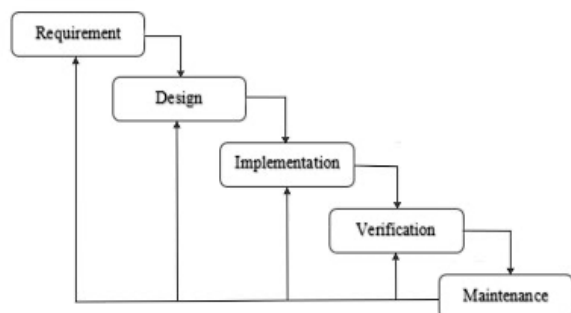 Requirement
Design
Implementation
Verification
Maintenance